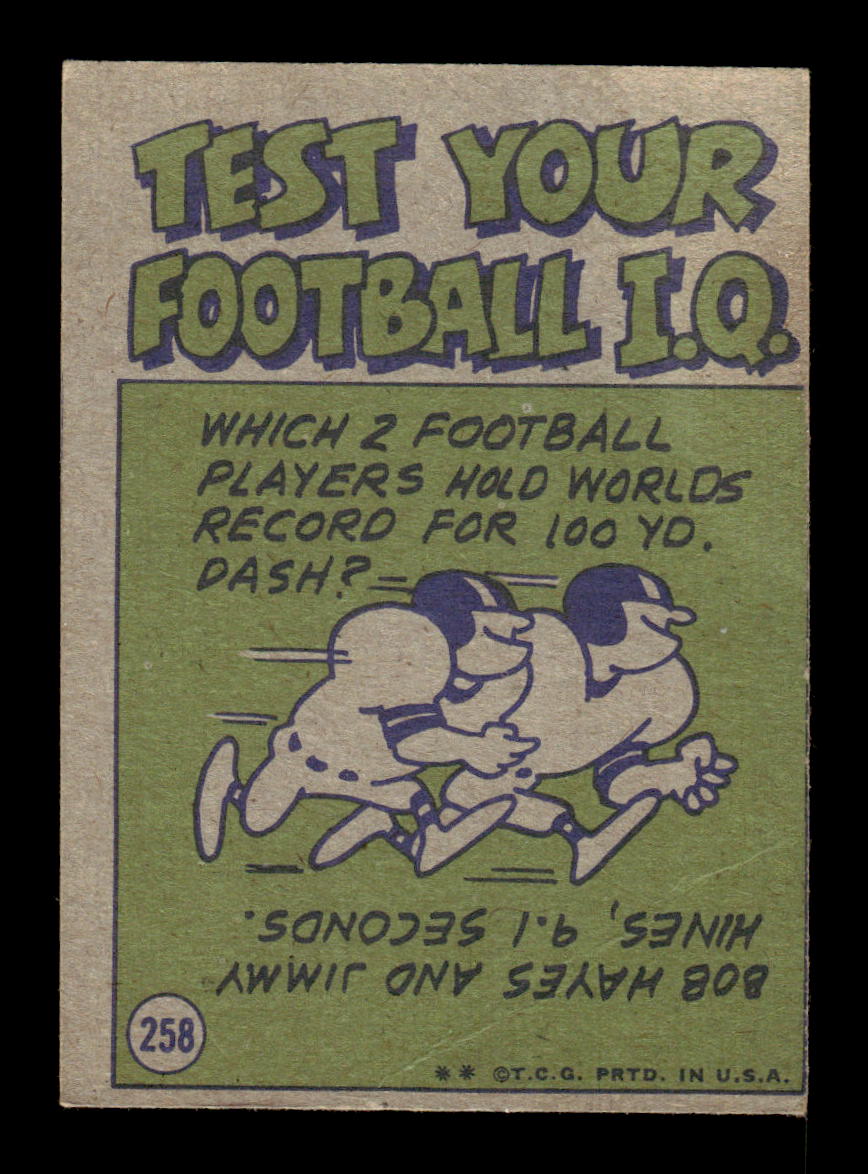 TEST YOUR
FOOTBALL I.Q.
WHICH 2 FOOTBALL
PLAYERS HOLD WORLDS
RECORD FOR 100 YD.
DASH?
BOB HAYES AND JIMMY
HINES, 9.1 SECONDS.
258
** ©T.C.G. PRTD. IN U.S.A.